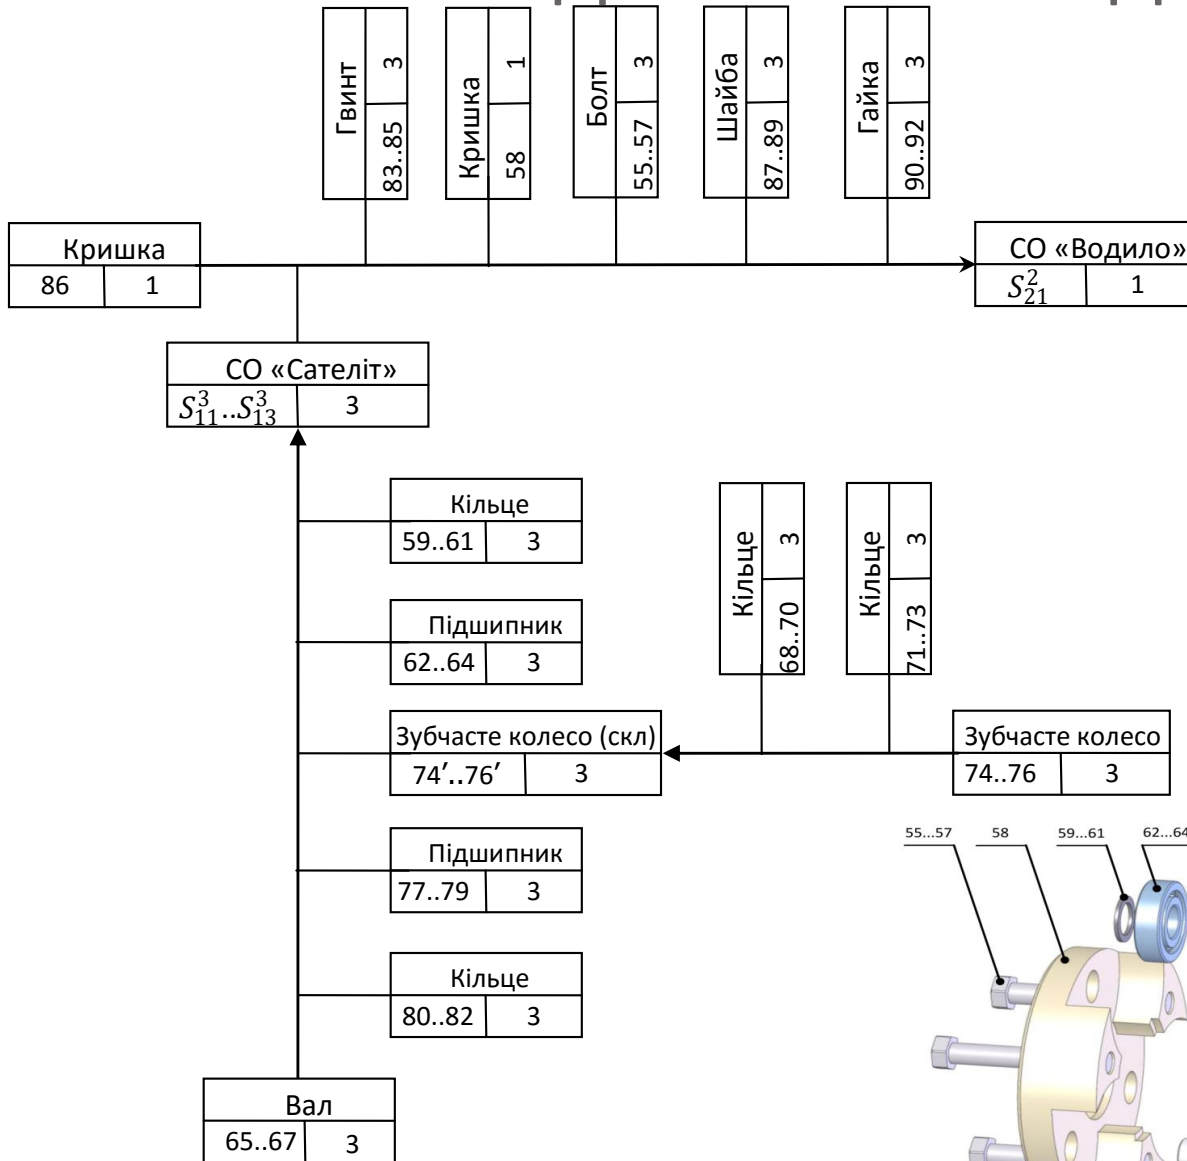 Гвинт
3
83..85
Кришка
1
58
Болт
3
55..57
Шайба
3
87..89
Гайка
3
90..92
Кришка
86 1
СО «Водило»
S²₂₁ 1
СО «Сателіт»
S³₁₁..S³₁₃ 3
Кільце
59..61 3
Кільце
3
68..70
Кільце
3
71..73
Підшипник
62..64 3
Зубчасте колесо (скл)
74′..76′ 3
Зубчасте колесо
74..76 3
Підшипник
77..79 3
Кільце
80..82 3
Вал
65..67 3
55...57 58 59...61 62...64